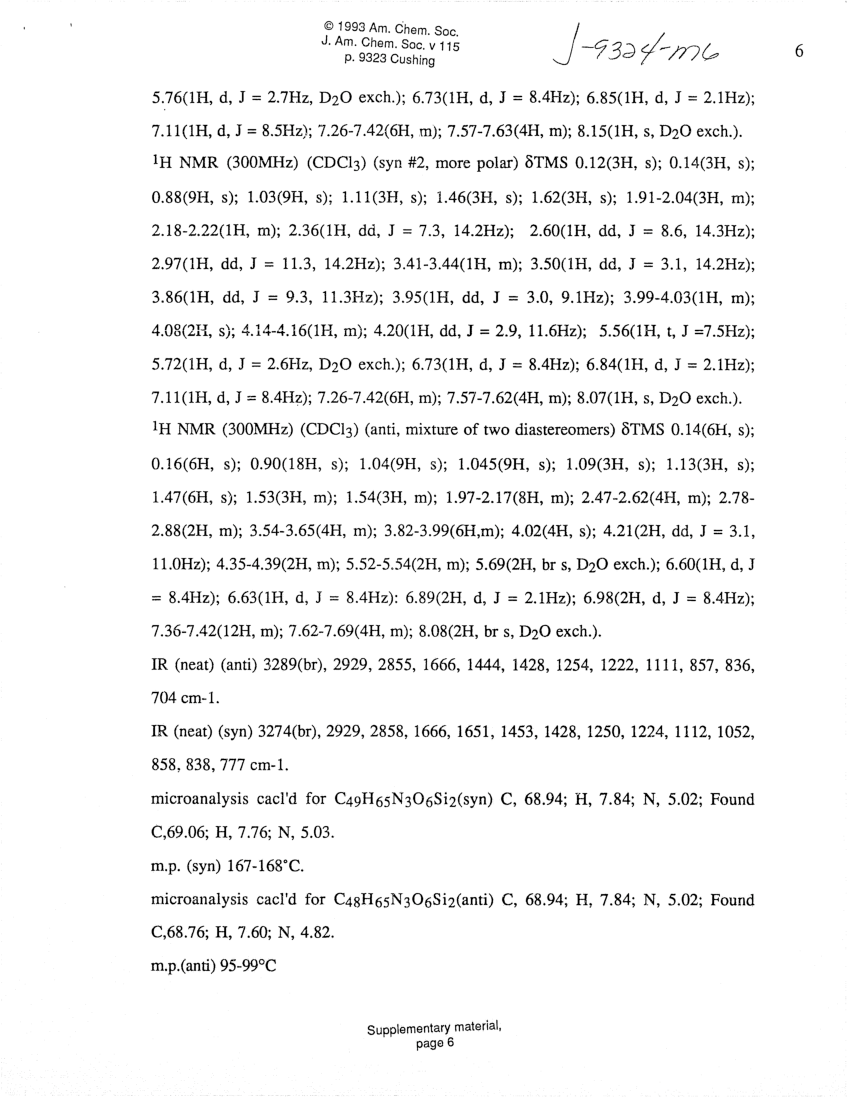 © 1993 Am. Chem. Soc.
J. Am. Chem. Soc. v 115
p. 9323 Cushing
J-9324-m6
6
5.76(1H, d, J = 2.7Hz, D2O exch.); 6.73(1H, d, J = 8.4Hz); 6.85(1H, d, J = 2.1Hz);
7.11(1H, d, J = 8.5Hz); 7.26-7.42(6H, m); 7.57-7.63(4H, m); 8.15(1H, s, D2O exch.).
¹H NMR (300MHz) (CDCl3) (syn #2, more polar) δTMS 0.12(3H, s); 0.14(3H, s);
0.88(9H, s); 1.03(9H, s); 1.11(3H, s); 1.46(3H, s); 1.62(3H, s); 1.91-2.04(3H, m);
2.18-2.22(1H, m); 2.36(1H, dd, J = 7.3, 14.2Hz); 2.60(1H, dd, J = 8.6, 14.3Hz);
2.97(1H, dd, J = 11.3, 14.2Hz); 3.41-3.44(1H, m); 3.50(1H, dd, J = 3.1, 14.2Hz);
3.86(1H, dd, J = 9.3, 11.3Hz); 3.95(1H, dd, J = 3.0, 9.1Hz); 3.99-4.03(1H, m);
4.08(2H, s); 4.14-4.16(1H, m); 4.20(1H, dd, J = 2.9, 11.6Hz); 5.56(1H, t, J =7.5Hz);
5.72(1H, d, J = 2.6Hz, D2O exch.); 6.73(1H, d, J = 8.4Hz); 6.84(1H, d, J = 2.1Hz);
7.11(1H, d, J = 8.4Hz); 7.26-7.42(6H, m); 7.57-7.62(4H, m); 8.07(1H, s, D2O exch.).
¹H NMR (300MHz) (CDCl3) (anti, mixture of two diastereomers) δTMS 0.14(6H, s);
0.16(6H, s); 0.90(18H, s); 1.04(9H, s); 1.045(9H, s); 1.09(3H, s); 1.13(3H, s);
1.47(6H, s); 1.53(3H, m); 1.54(3H, m); 1.97-2.17(8H, m); 2.47-2.62(4H, m); 2.78-
2.88(2H, m); 3.54-3.65(4H, m); 3.82-3.99(6H,m); 4.02(4H, s); 4.21(2H, dd, J = 3.1,
11.0Hz); 4.35-4.39(2H, m); 5.52-5.54(2H, m); 5.69(2H, br s, D2O exch.); 6.60(1H, d, J
= 8.4Hz); 6.63(1H, d, J = 8.4Hz): 6.89(2H, d, J = 2.1Hz); 6.98(2H, d, J = 8.4Hz);
7.36-7.42(12H, m); 7.62-7.69(4H, m); 8.08(2H, br s, D2O exch.).
IR (neat) (anti) 3289(br), 2929, 2855, 1666, 1444, 1428, 1254, 1222, 1111, 857, 836,
704 cm-1.
IR (neat) (syn) 3274(br), 2929, 2858, 1666, 1651, 1453, 1428, 1250, 1224, 1112, 1052,
858, 838, 777 cm-1.
microanalysis cacl'd for C49H65N3O6Si2(syn) C, 68.94; H, 7.84; N, 5.02; Found
C,69.06; H, 7.76; N, 5.03.
m.p. (syn) 167-168°C.
microanalysis cacl'd for C48H65N3O6Si2(anti) C, 68.94; H, 7.84; N, 5.02; Found
C,68.76; H, 7.60; N, 4.82.
m.p.(anti) 95-99°C
Supplementary material,
page 6